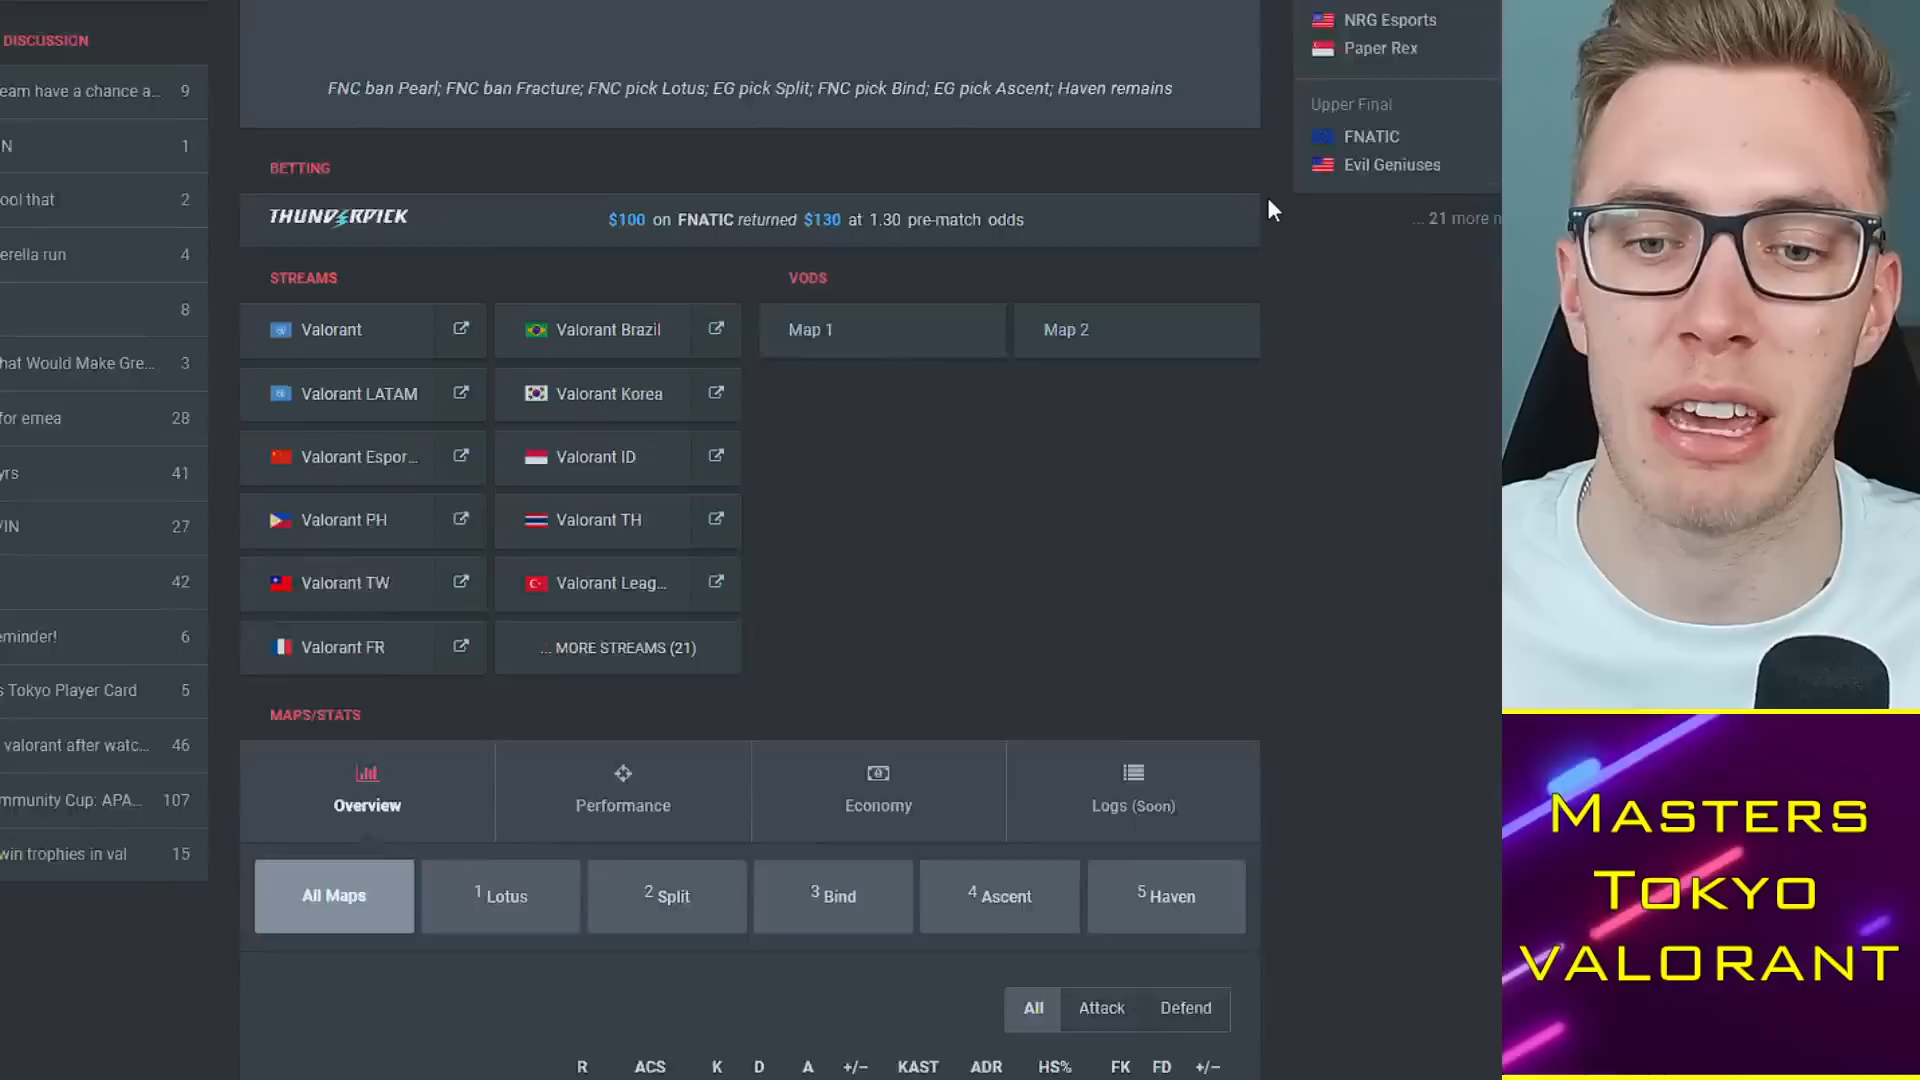 DISCUSSION
eam have a chance a... 9
N 1
ool that 2
erella run 4
8
hat Would Make Gre... 3
for emea 28
yrs 41
/IN 27
42
eminder! 6
s Tokyo Player Card 5
valorant after watc... 46
mmunity Cup: APA... 107
win trophies in val 15
FNC ban Pearl; FNC ban Fracture; FNC pick Lotus; EG pick Split; FNC pick Bind; EG pick Ascent; Haven remains
BETTING
THUNDERPICK
$100 on FNATIC returned $130 at 1.30 pre-match odds
STREAMS
Valorant
Valorant Brazil
Valorant LATAM
Valorant Korea
Valorant Espor...
Valorant ID
Valorant PH
Valorant TH
Valorant TW
Valorant Leag...
Valorant FR
... MORE STREAMS (21)
VODS
Map 1
Map 2
MAPS/STATS
Overview
Performance
Economy
Logs (Soon)
All Maps
1 Lotus
2 Split
3 Bind
4 Ascent
5 Haven
All Attack Defend
R ACS K D A +/– KAST ADR HS% FK FD +/–
NRG Esports
Paper Rex
Upper Final
FNATIC
Evil Geniuses
... 21 more n
MASTERS
TOKYO
VALORANT